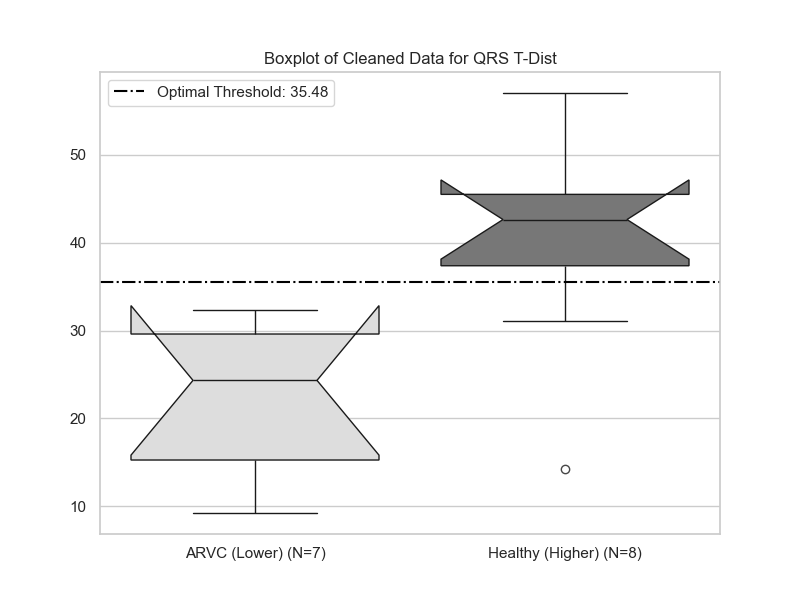 Boxplot of Cleaned Data for QRS T-Dist
Optimal Threshold: 35.48
50
40
30
20
10
ARVC (Lower) (N=7)
Healthy (Higher) (N=8)